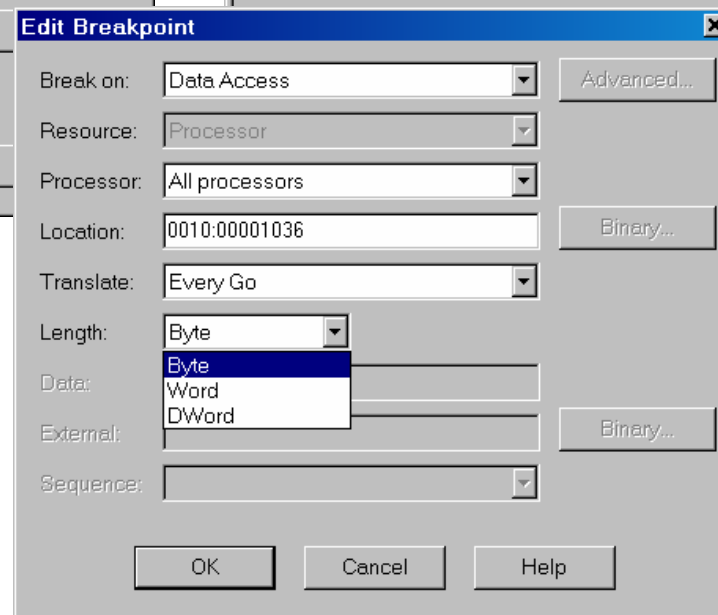 Edit Breakpoint
Break on: Data Access Advanced...
Resource: Processor
Processor: All processors
Location: 0010:00001036 Binary...
Translate: Every Go
Length: Byte
Byte
Data:
Word
DWord
External: Binary...
Sequence:
OK Cancel Help